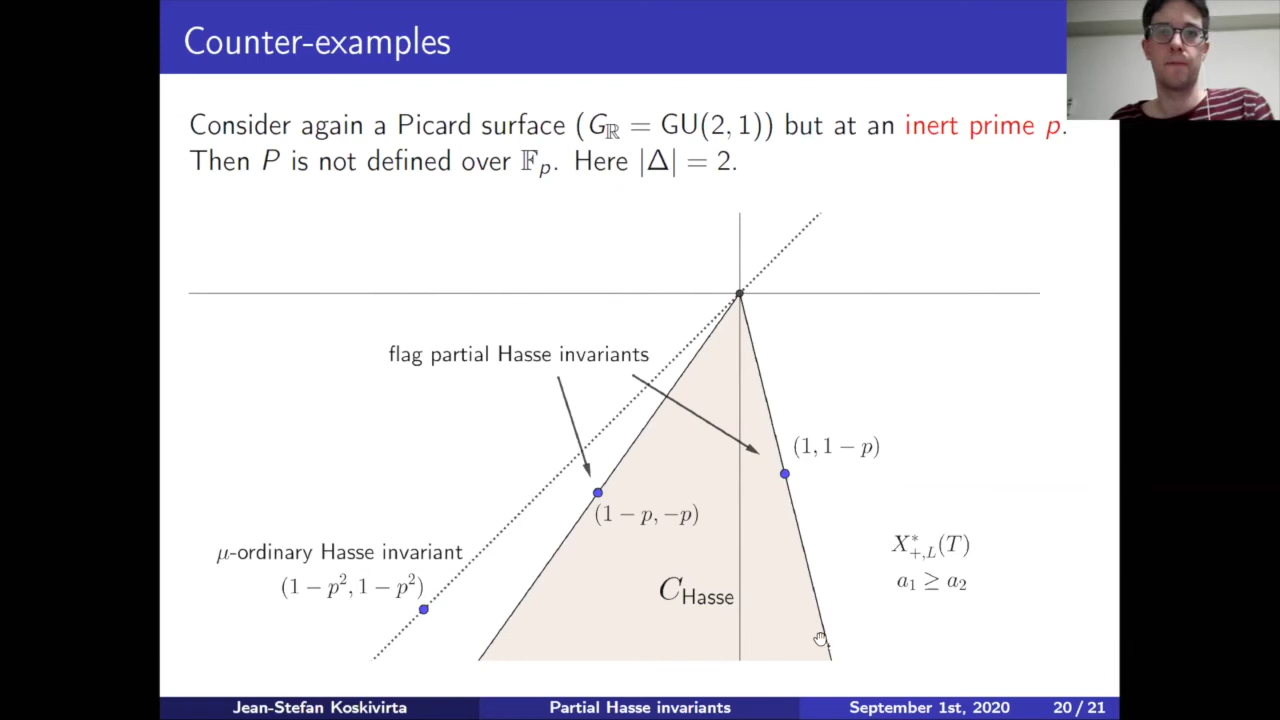 Counter-examples
Consider again a Picard surface (G_ℝ = GU(2, 1)) but at an inert prime p.
Then P is not defined over 𝔽_p. Here |Δ| = 2.
flag partial Hasse invariants
(1, 1 − p)
(1 − p, −p)
μ-ordinary Hasse invariant
(1 − p², 1 − p²)
C_Hasse
X*_{+,L}(T)
a₁ ≥ a₂
Jean-Stefan Koskivirta
Partial Hasse invariants
September 1st, 2020
20 / 21